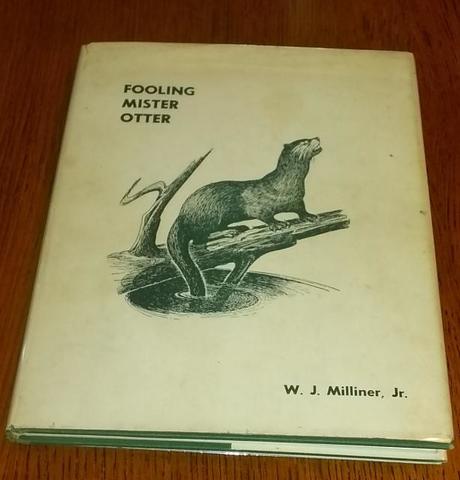 FOOLING
MISTER
OTTER
W. J. Milliner, Jr.